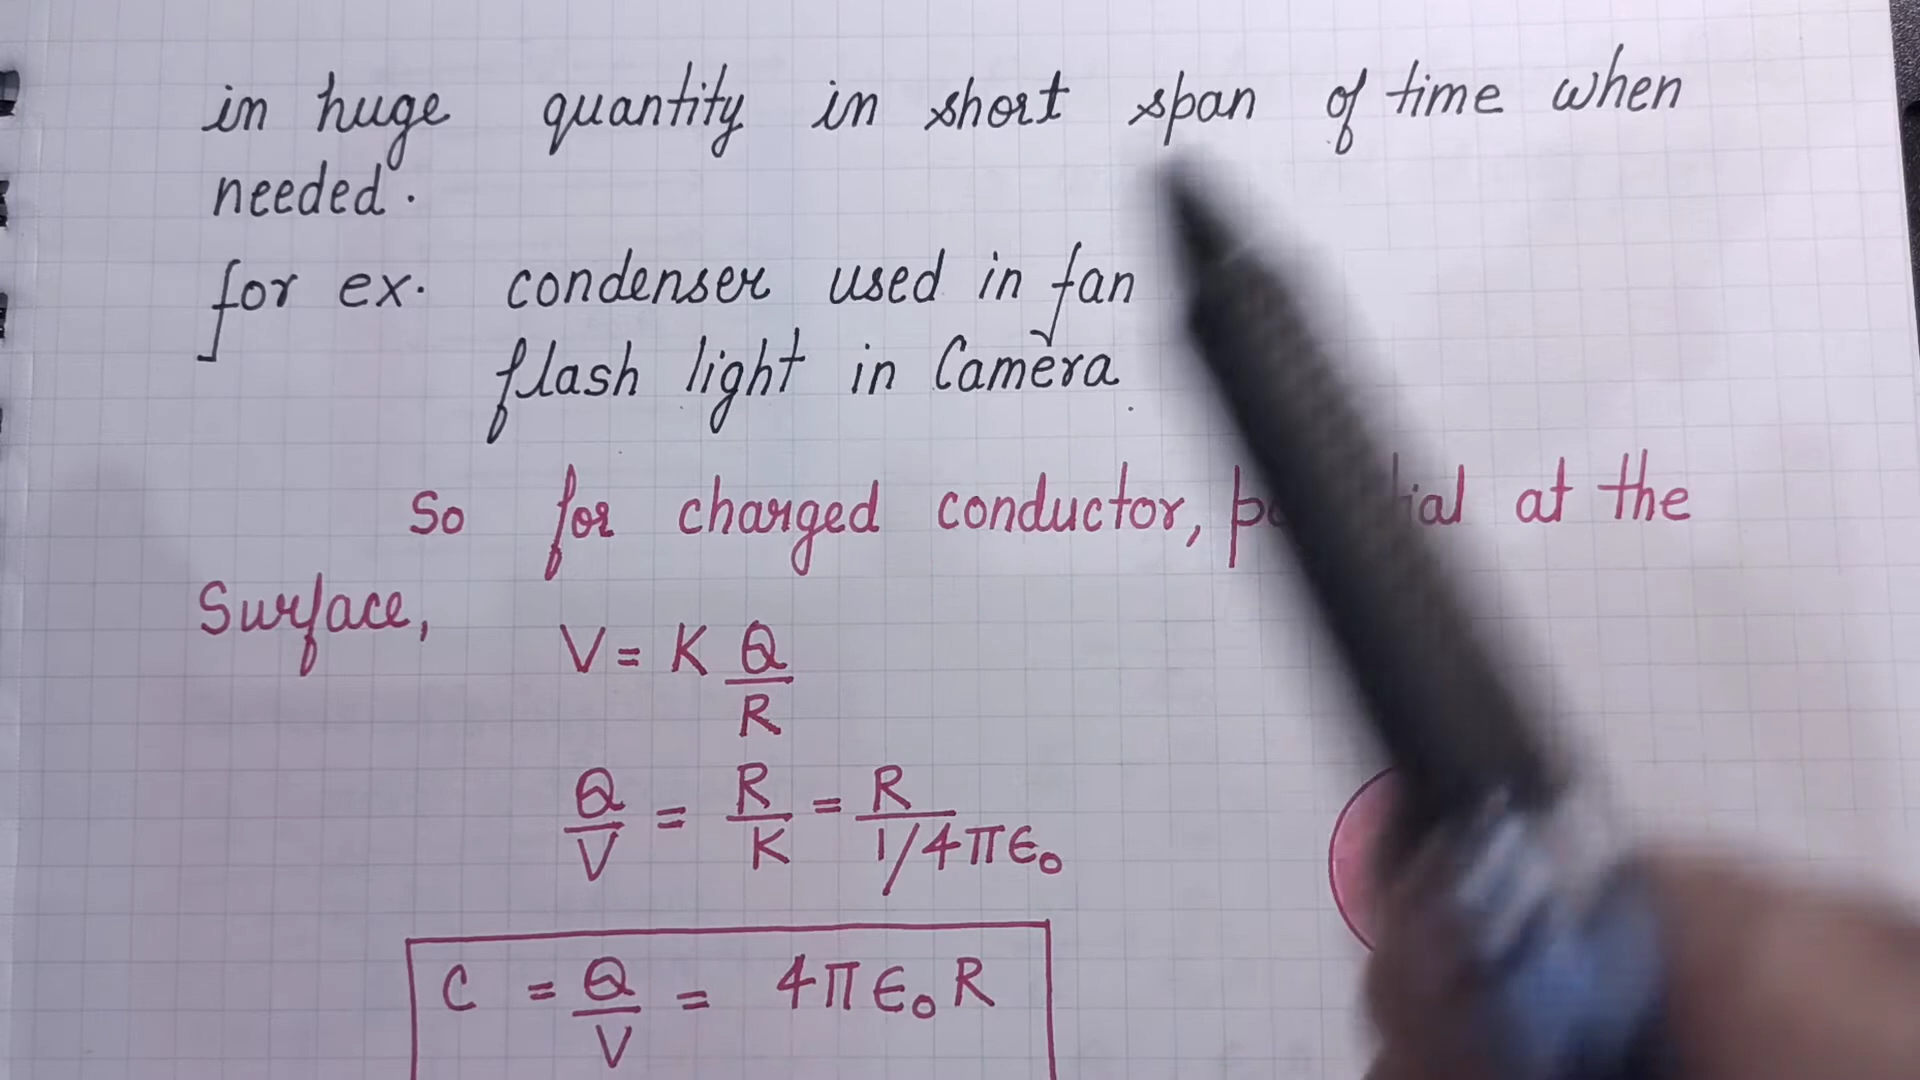 in huge quantity in short span of time when
needed.
for ex. condenser used in fan
flash light in Camera
So for charged conductor, at the
Surface,
V = K Q/R
Q/V = R/K = R/1/4πϵ₀
C = Q/V = 4πϵ₀R